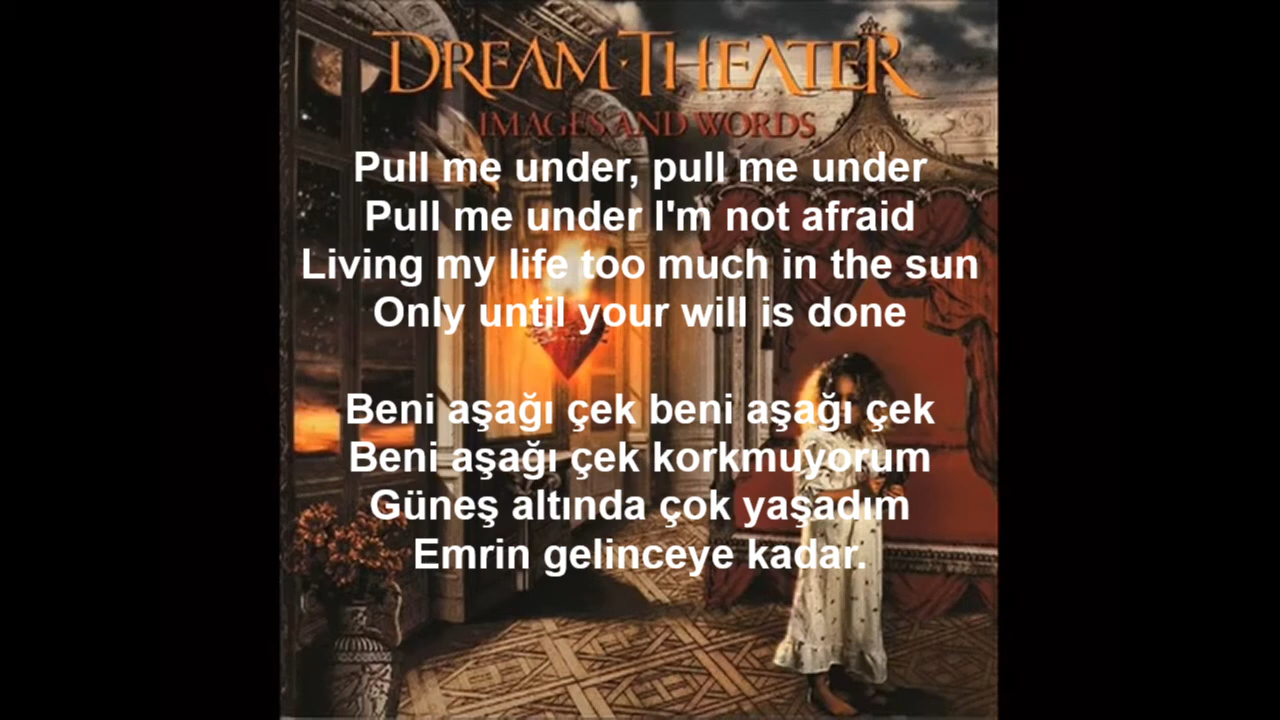 DREAM·THEATER
IMAGES AND WORDS
Pull me under, pull me under
Pull me under I'm not afraid
Living my life too much in the sun
Only until your will is done
Beni aşağı çek beni aşağı çek
Beni aşağı çek korkmuyorum
Güneş altında çok yaşadım
Emrin gelinceye kadar.